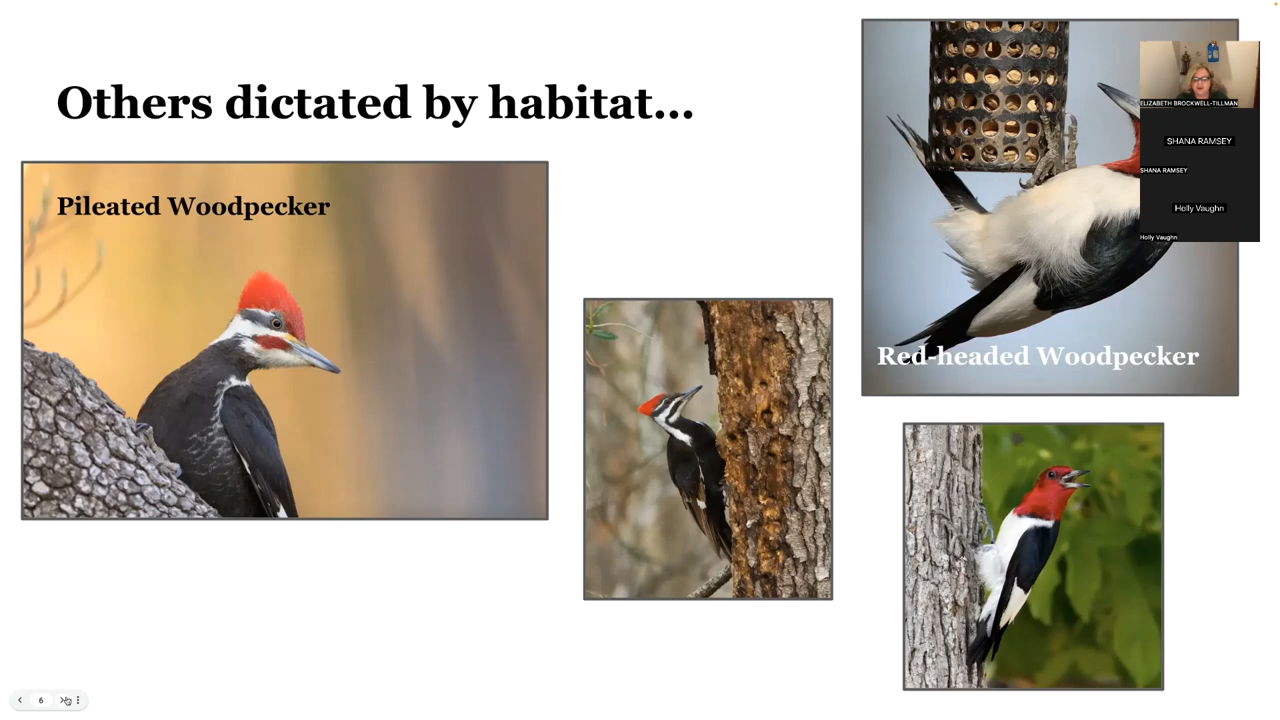 Others dictated by habitat...
Pileated Woodpecker
Red-headed Woodpecker
ELIZABETH BROCKWELL-TILLMAN
SHANA RAMSEY
SHANA RAMSEY
Holly Vaughn
Holly Vaughn
6